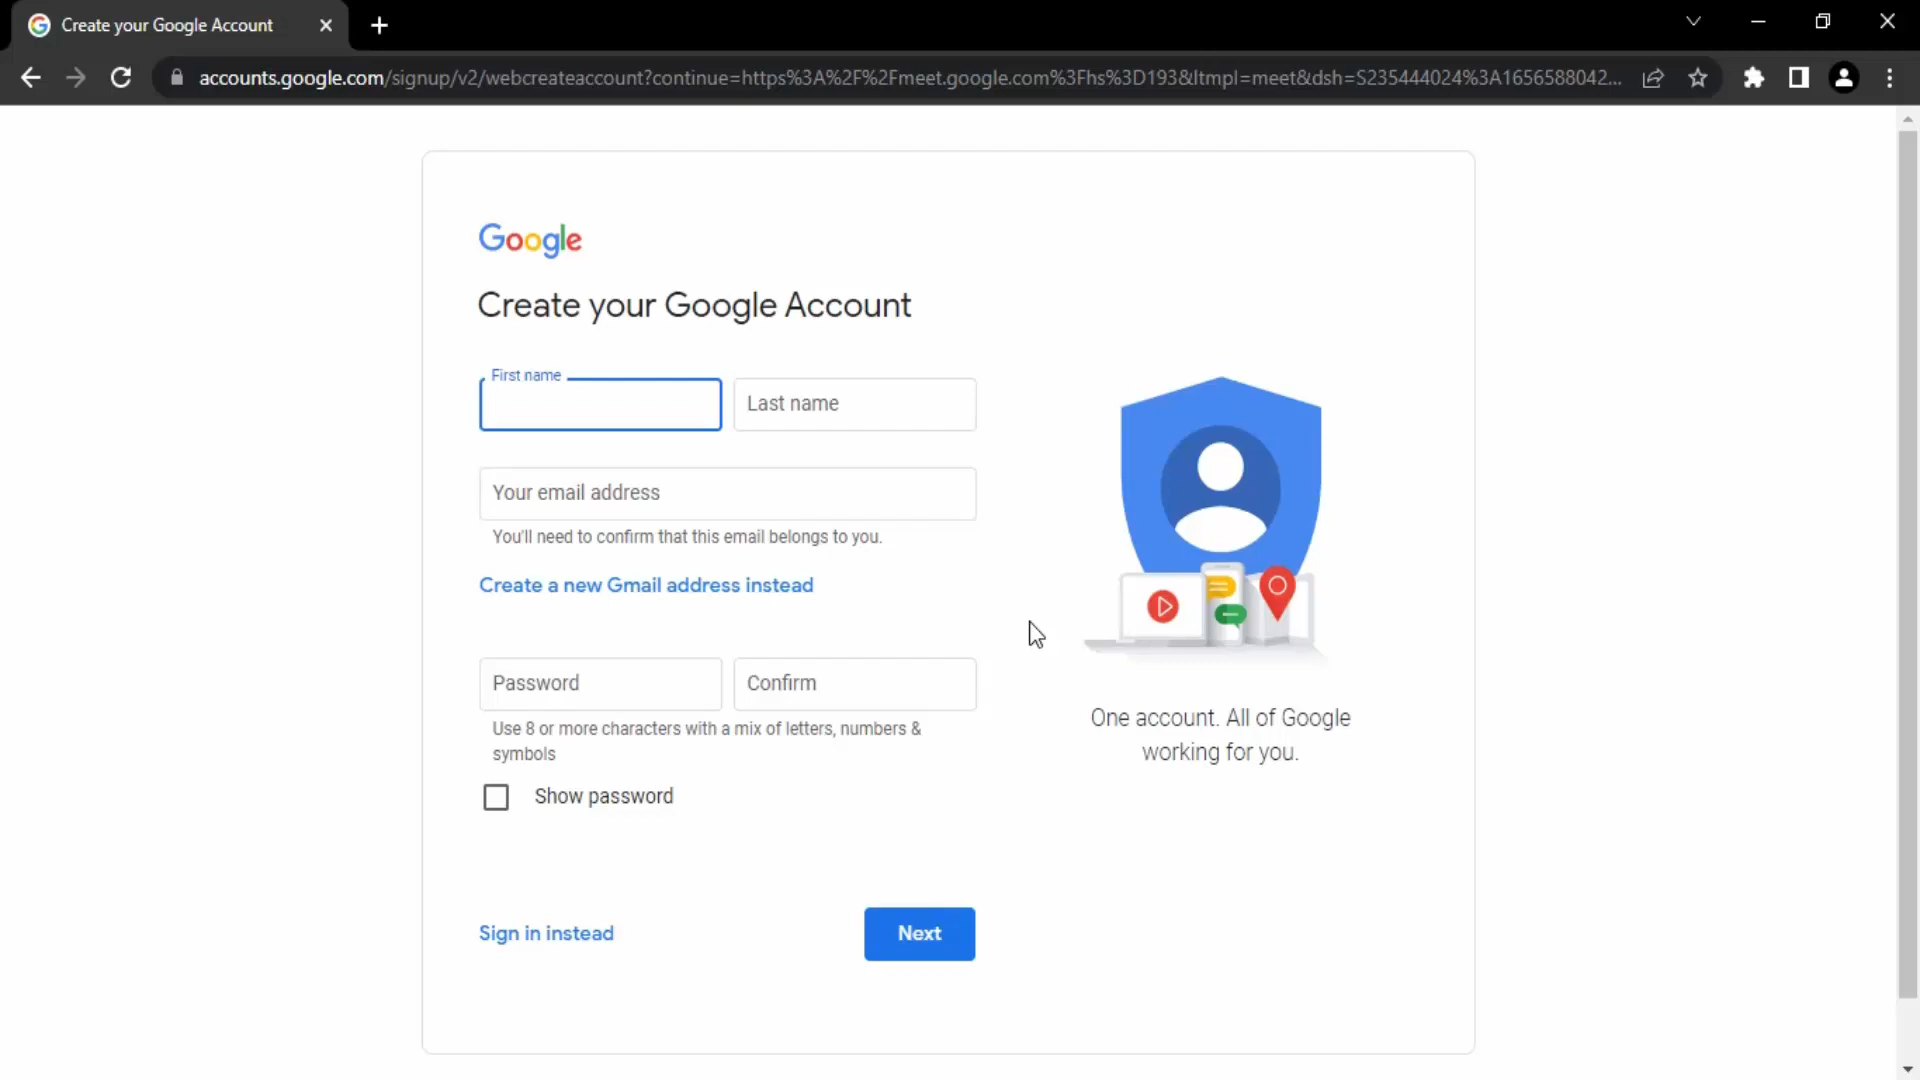 Create your Google Account
accounts.google.com/signup/v2/webcreateaccount?continue=https%3A%2F%2Fmeet.google.com%3Fhs%3D193&ltmpl=meet&dsh=S235444024%3A1656588042...
Google
Create your Google Account
First name
Last name
Your email address
You'll need to confirm that this email belongs to you.
Create a new Gmail address instead
Password
Confirm
Use 8 or more characters with a mix of letters, numbers &
symbols
Show password
Sign in instead
Next
One account. All of Google
working for you.